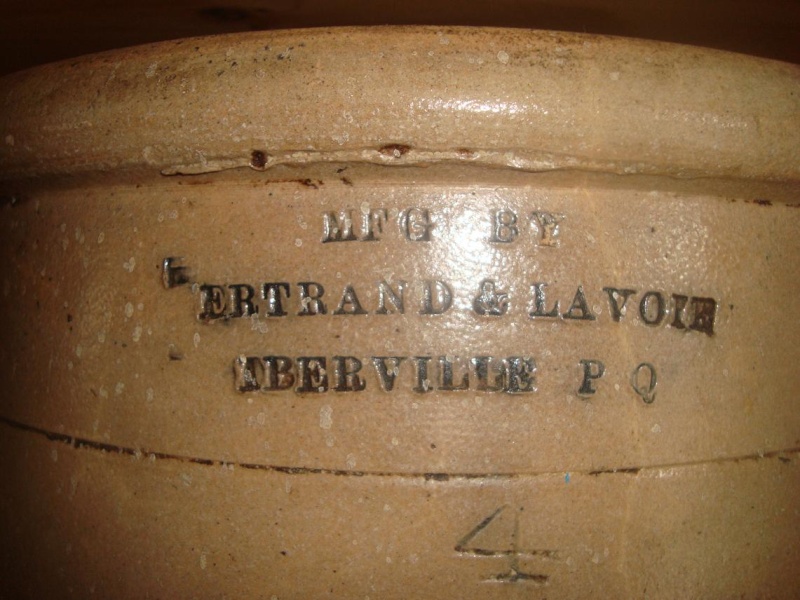 MFG BY
BERTRAND & LAVOIE
IBERVILLE P Q
4